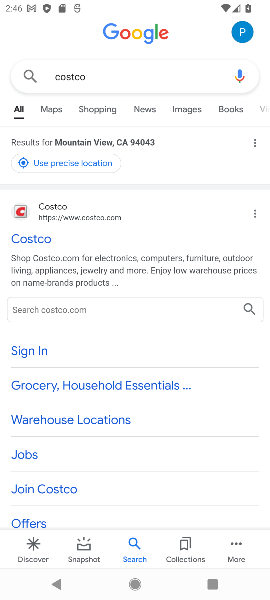 2:46
Google
P
costco
All Maps Shopping News Images Books
Results for Mountain View, CA 94043
Use precise location
Costco
https://www.costco.com
Costco
Shop Costco.com for electronics, computers, furniture, outdoor
living, appliances, jewelry and more. Enjoy low warehouse prices
on name-brands products ...
Search costco.com
Sign In
Grocery, Household Essentials ...
Warehouse Locations
Jobs
Join Costco
Offers
Discover Snapshot Search Collections More